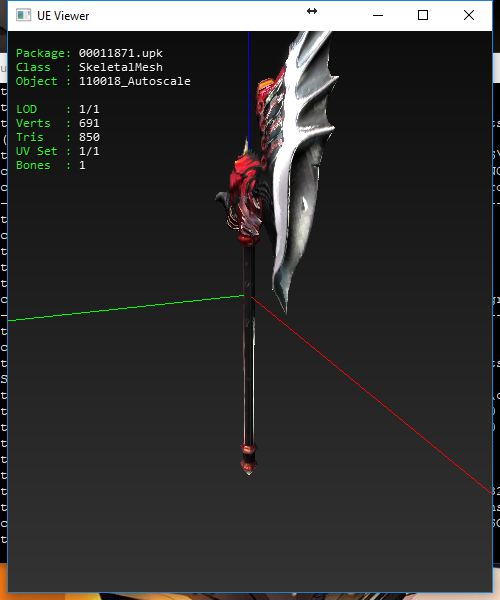 UE Viewer
Package: 00011871.upk
Class : SkeletalMesh
Object : 110018_Autoscale
LOD : 1/1
Verts : 691
Tris : 850
UV Set : 1/1
Bones : 1